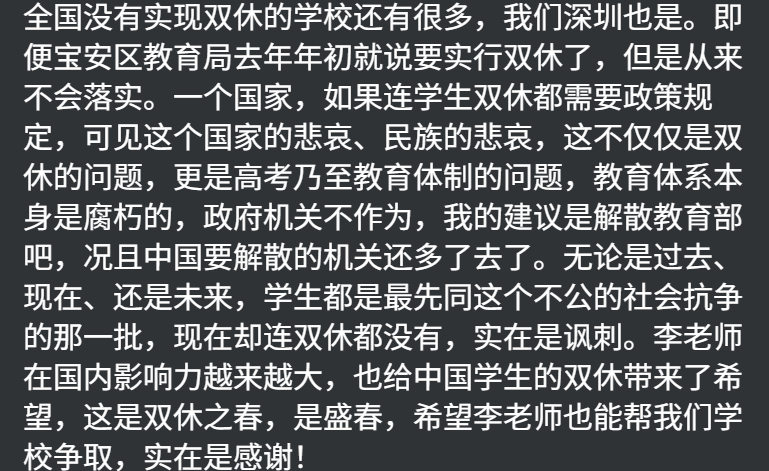 全国没有实现双休的学校还有很多，我们深圳也是。即
便宝安区教育局去年年初就说要实行双休了，但是从来
不会落实。一个国家，如果连学生双休都需要政策规
定，可见这个国家的悲哀、民族的悲哀，这不仅仅是双
休的问题，更是高考乃至教育体制的问题，教育体系本
身是腐朽的，政府机关不作为，我的建议是解散教育部
吧，况且中国要解散的机关还多了去了。无论是过去、
现在、还是未来，学生都是最先同这个不公的社会抗争
的那一批，现在却连双休都没有，实在是讽刺。李老师
在国内影响力越来越大，也给中国学生的双休带来了希
望，这是双休之春，是盛春，希望李老师也能帮我们学
校争取，实在是感谢！